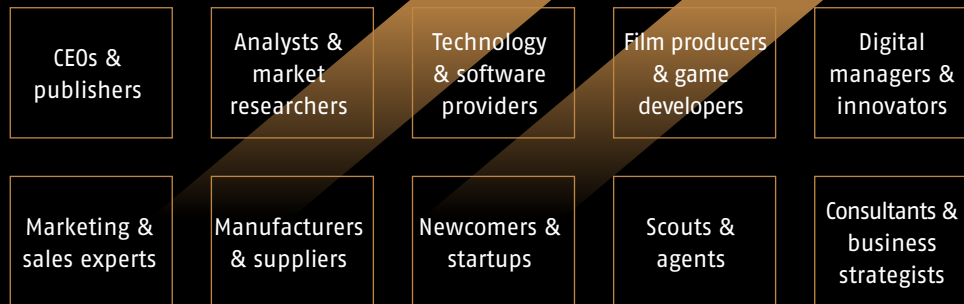 CEOs &
publishers
Analysts &
market
researchers
Technology
& software
providers
Film producers
& game
developers
Digital
managers &
innovators
Marketing &
sales experts
Manufacturers
& suppliers
Newcomers &
startups
Scouts &
agents
Consultants &
business
strategists